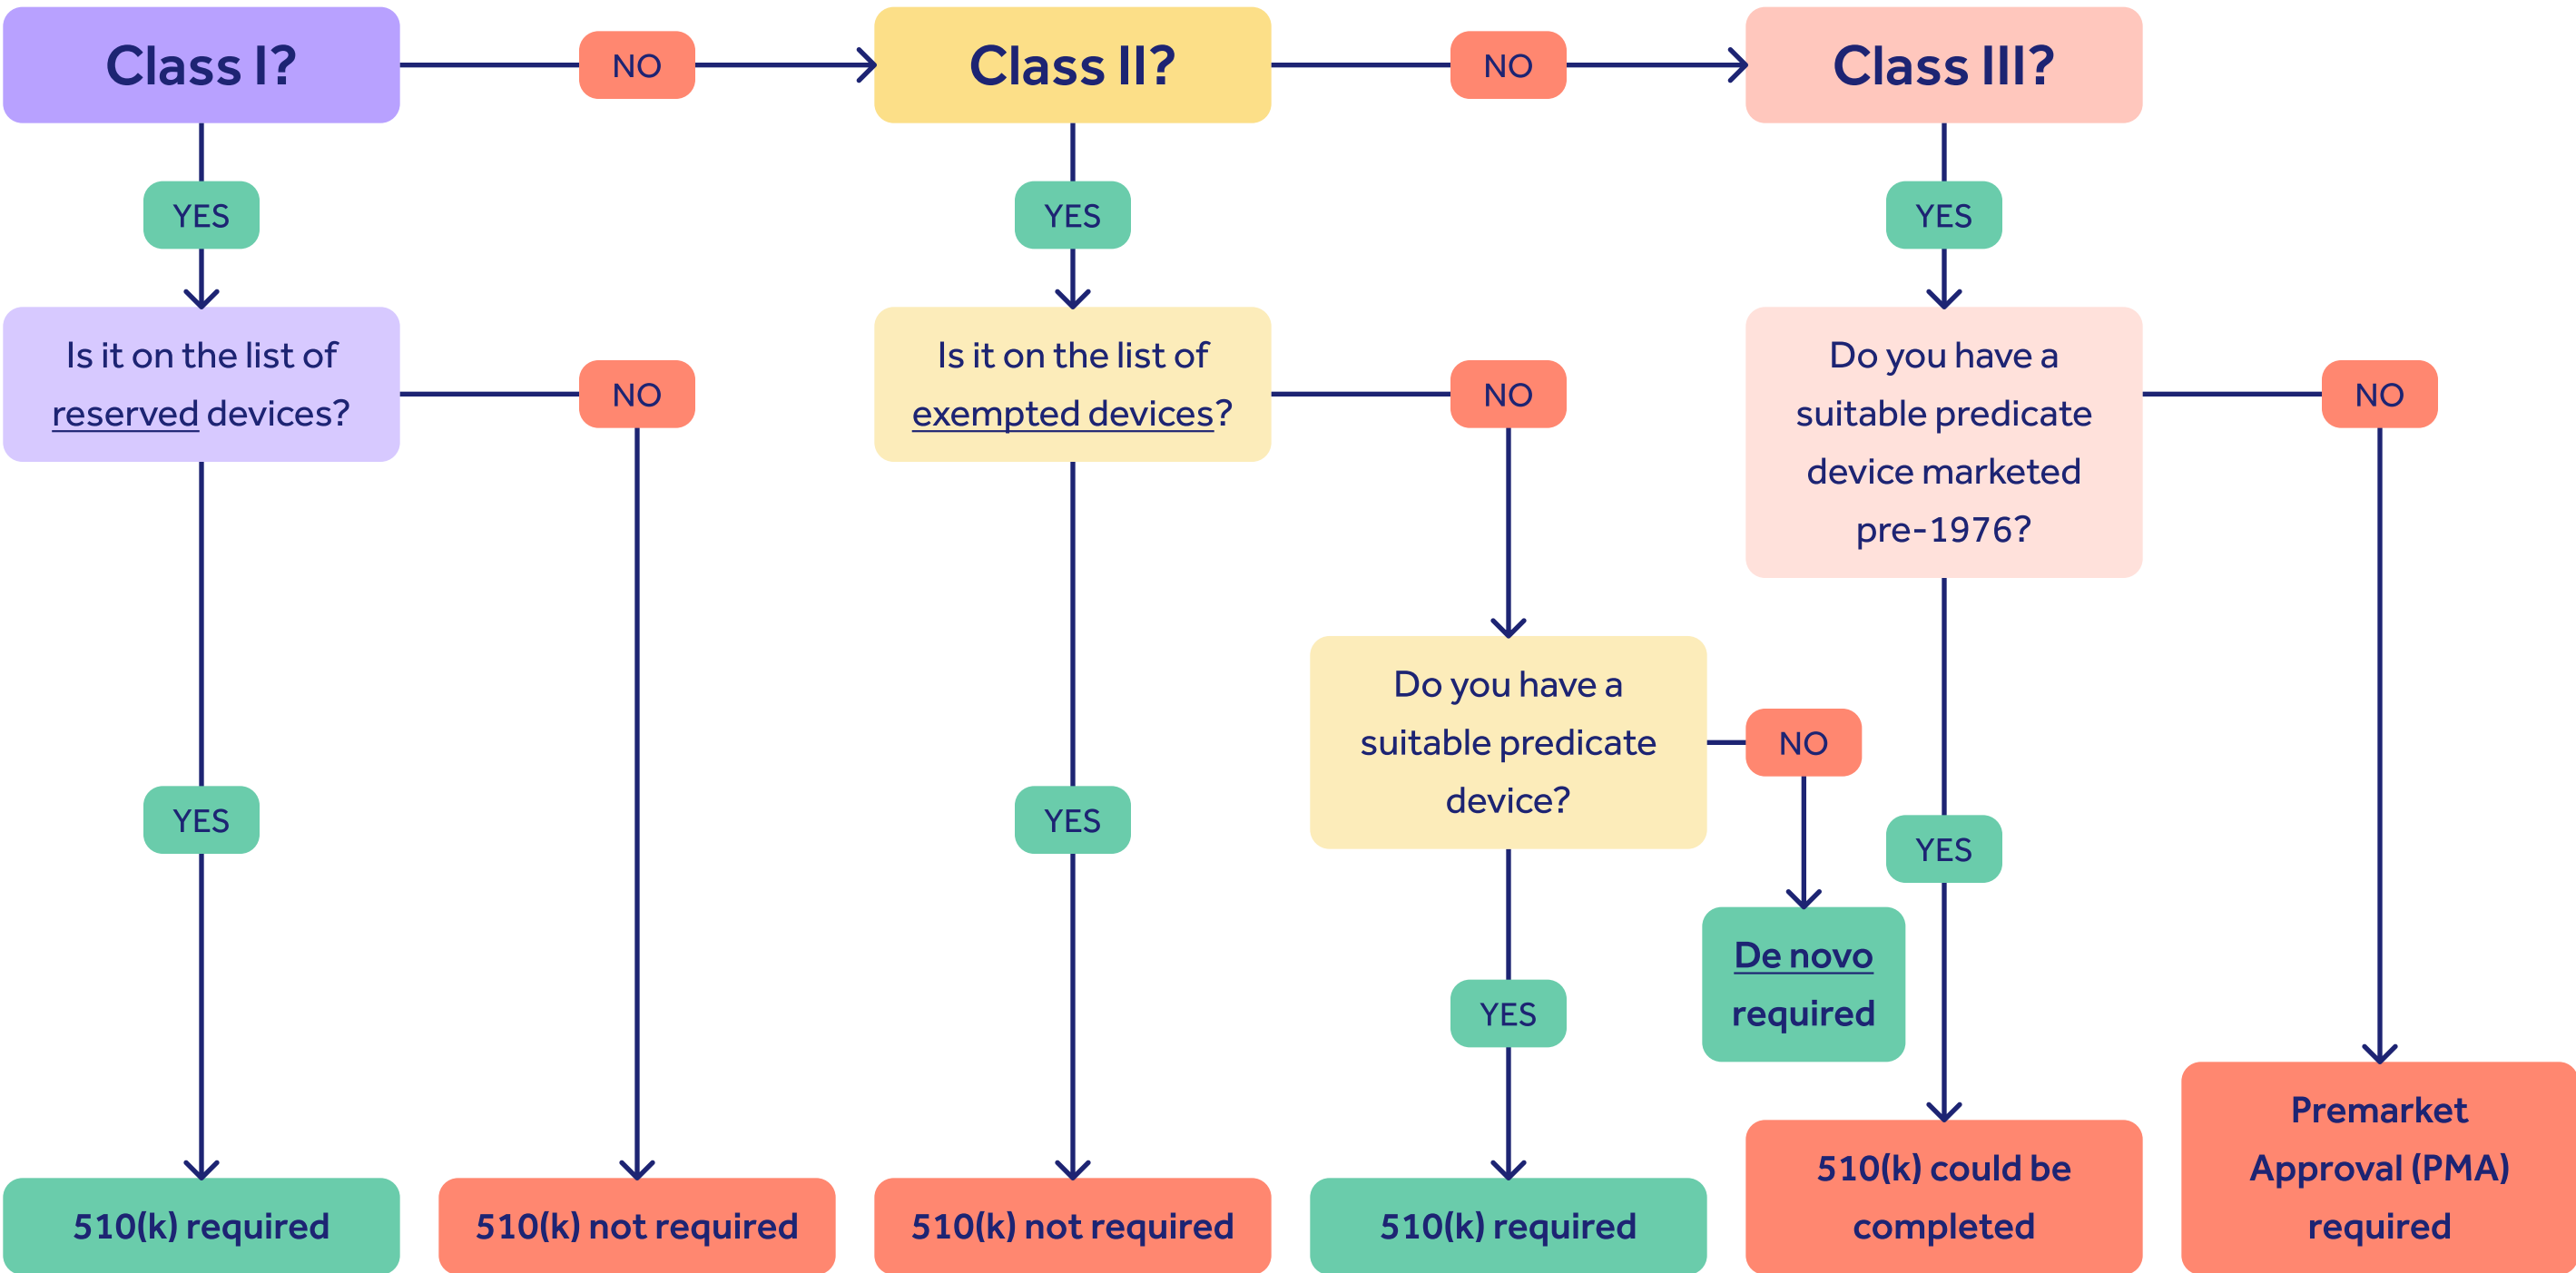 Class I?
NO
Class II?
NO
Class III?
YES
YES
YES
Is it on the list of
reserved devices?
NO
Is it on the list of
exempted devices?
NO
Do you have a
suitable predicate
device marketed
pre-1976?
NO
Do you have a
suitable predicate
device?
NO
YES
YES
YES
De novo
required
YES
510(k) required
510(k) not required
510(k) not required
510(k) required
510(k) could be
completed
Premarket
Approval (PMA)
required